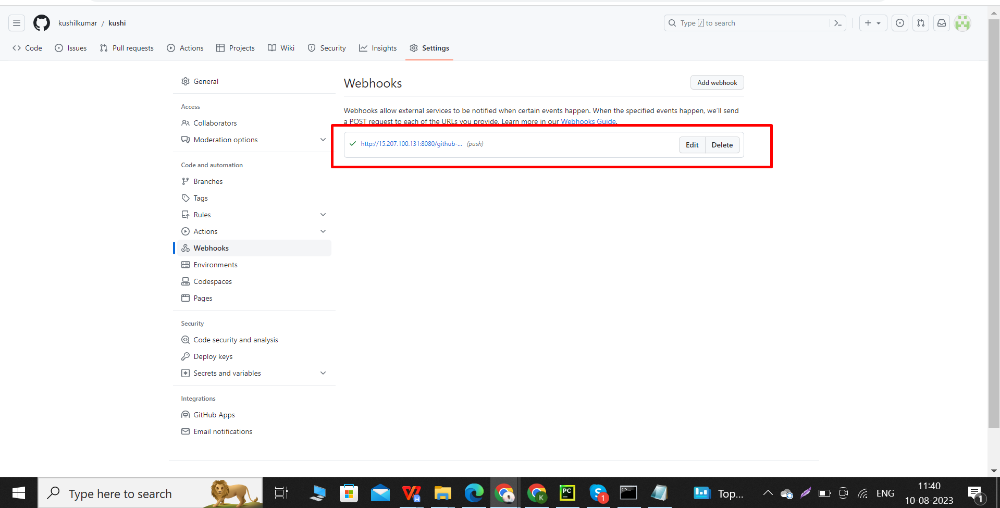 kushilkumar / kushi
Type / to search
Code
Issues
Pull requests
Actions
Projects
Wiki
Security
Insights
Settings
General
Access
Collaborators
Moderation options
Code and automation
Branches
Tags
Rules
Actions
Webhooks
Environments
Codespaces
Pages
Security
Code security and analysis
Deploy keys
Secrets and variables
Integrations
GitHub Apps
Email notifications
Webhooks
Add webhook
Webhooks allow external services to be notified when certain events happen. When the specified events happen, we'll send
a POST request to each of the URLs you provide. Learn more in our Webhooks Guide.
http://15.207.100.131:8080/github-... (push)
Edit
Delete
Type here to search
W
K
PC
S
1
C:\
Top...
ENG
11:40
10-08-2023
1